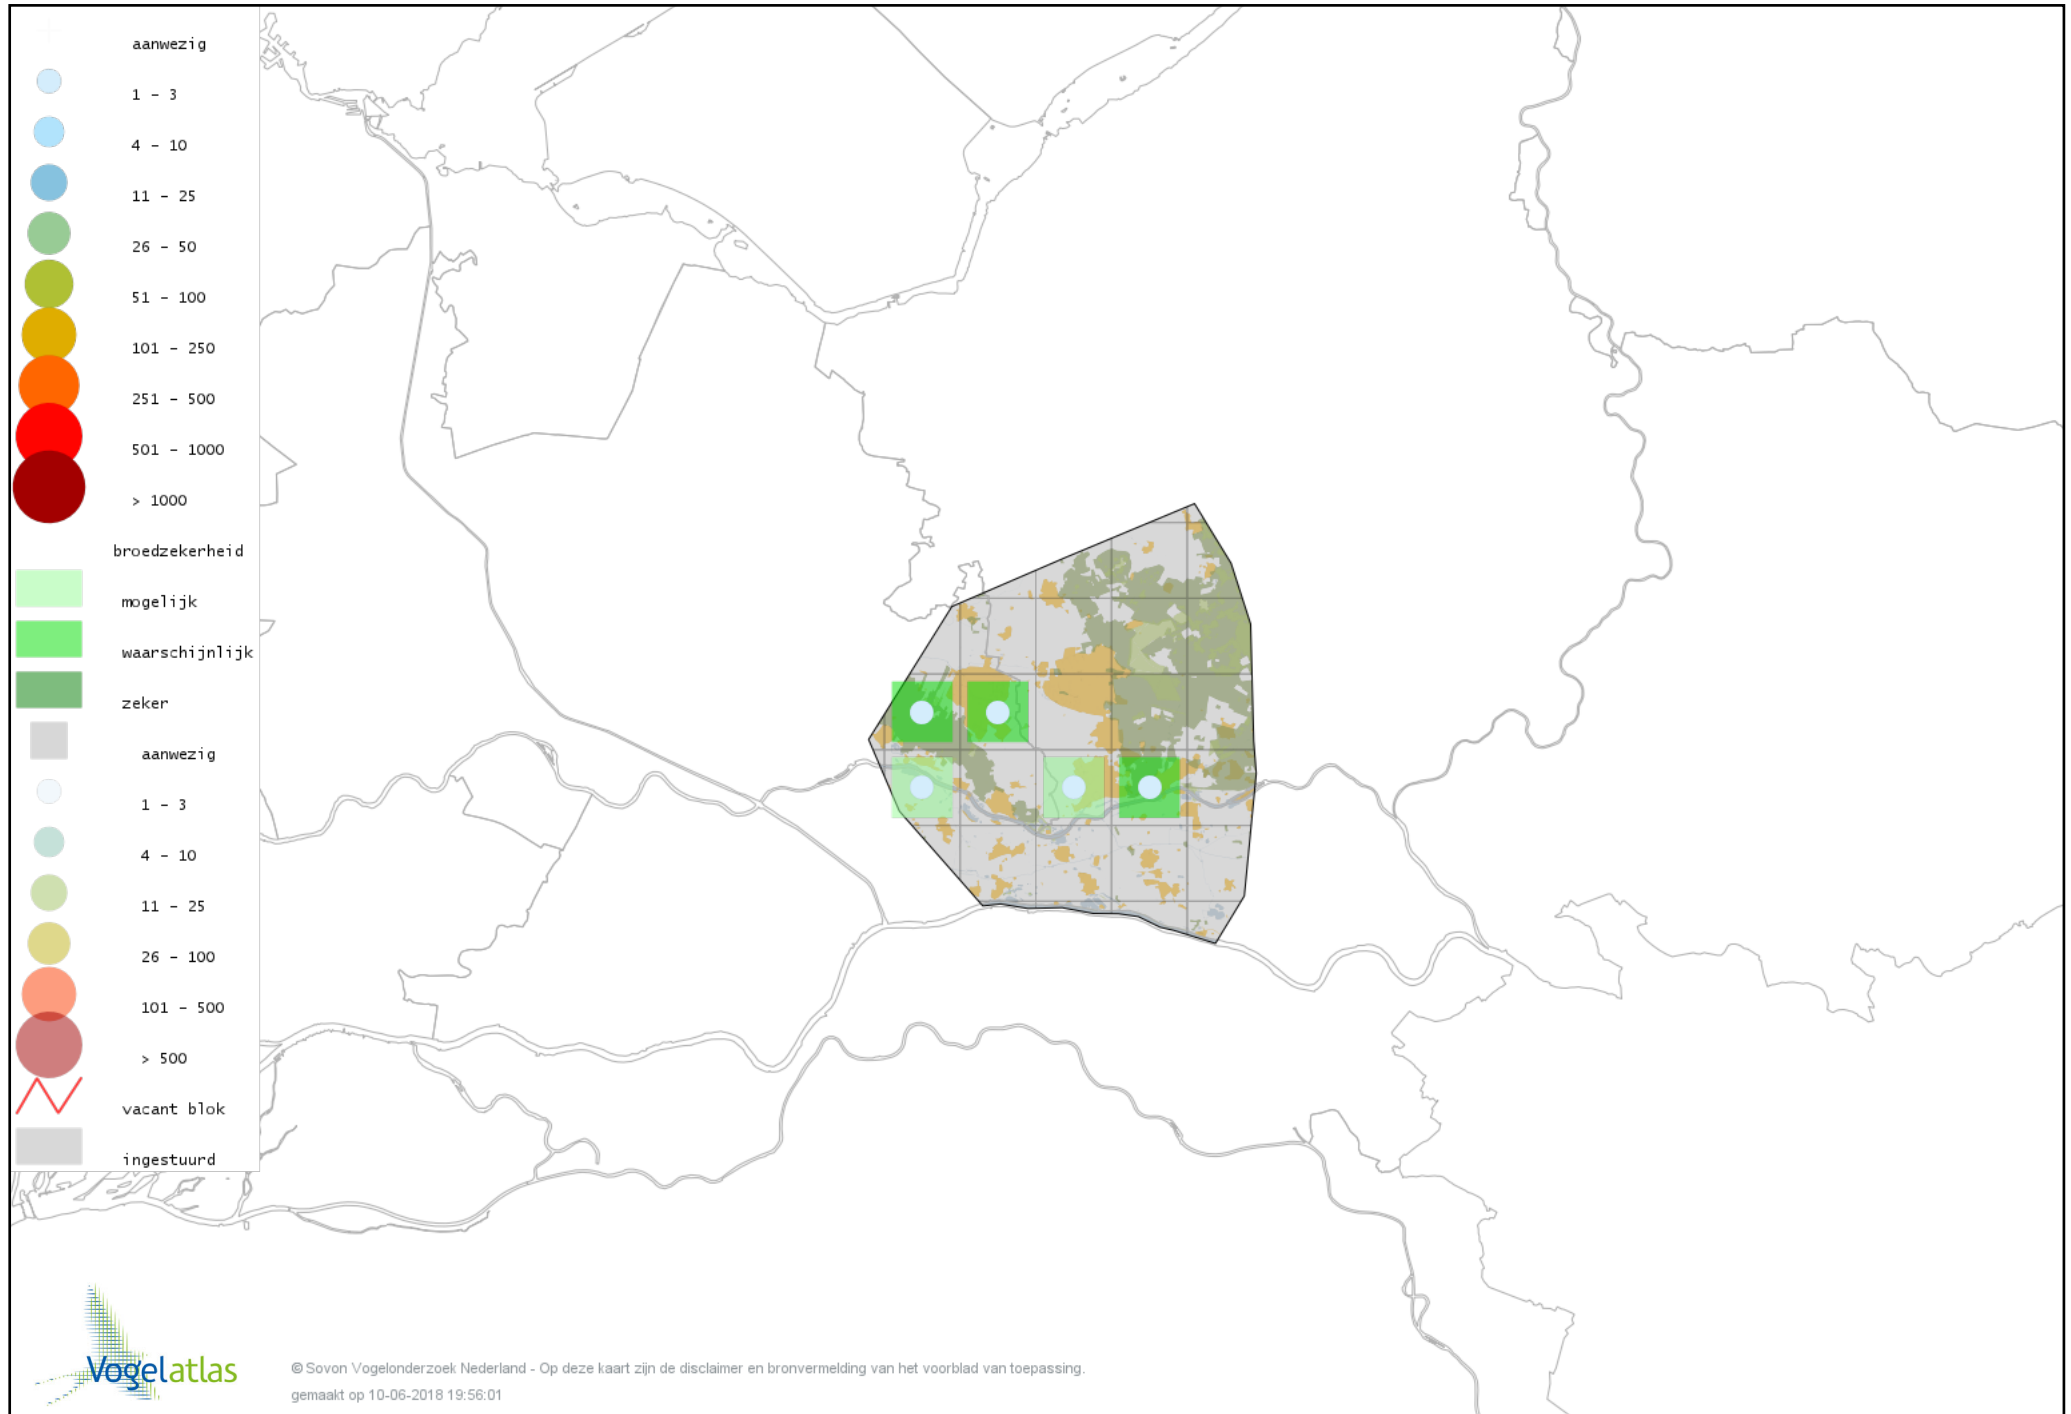 aanwezig
1 - 3
4 - 10
11 - 25
26 - 50
51 - 100
101 - 250
251 - 500
501 - 1000
> 1000
broedzekerheid
mogelijk
waarschijnlijk
zeker
aanwezig
1 - 3
4 - 10
11 - 25
26 - 100
101 - 500
> 500
vacant blok
ingestuurd
Vogelatlas
© Sovon Vogelonderzoek Nederland - Op deze kaart zijn de disclaimer en bronvermelding van het voorblad van toepassing.
gemaakt op 10-06-2018 19:56:01